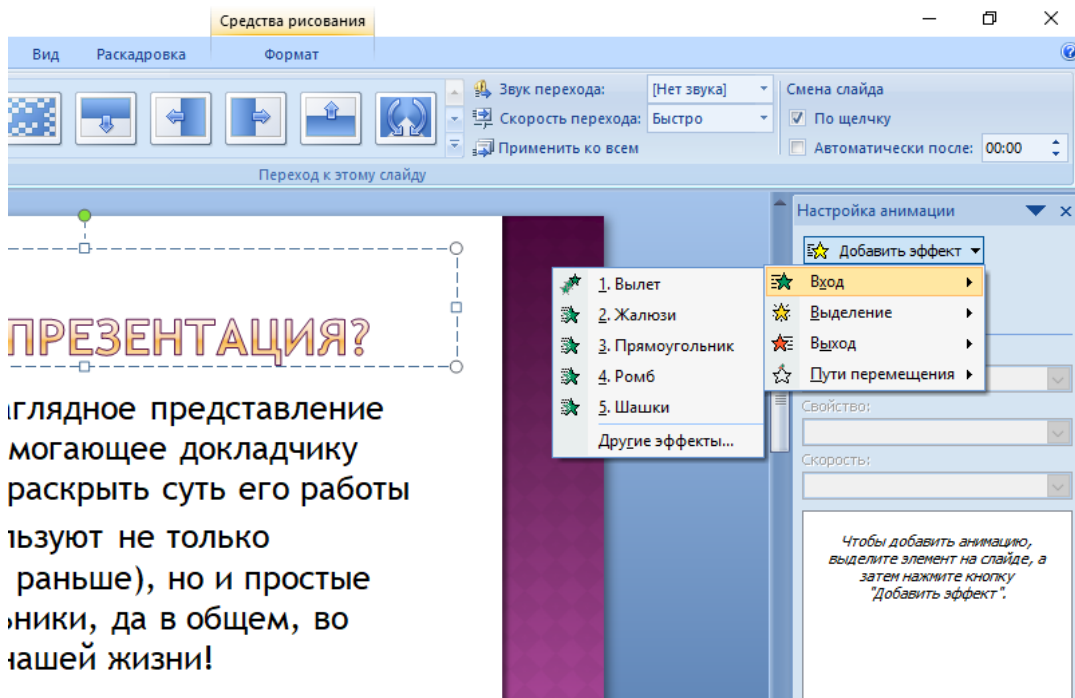 Средства рисования
Вид Раскадровка Формат
Звук перехода: [Нет звука]
Скорость перехода: Быстро
Применить ко всем
Смена слайда
По щелчку
Автоматически после: 00:00
Переход к этому слайду
Настройка анимации
Добавить эффект
Вход
Выделение
Выход
Пути перемещения
1. Вылет
2. Жалюзи
3. Прямоугольник
4. Ромб
5. Шашки
Другие эффекты...
Свойство:
Скорость:
Чтобы добавить анимацию,
выделите элемент на слайде, а
затем нажмите кнопку
"Добавить эффект".
ПРЕЗЕНТАЦИЯ?
аглядное представление
могающее докладчику
раскрыть суть его работы
льзуют не только
раньше), но и простые
ьники, да в общем, во
нашей жизни!